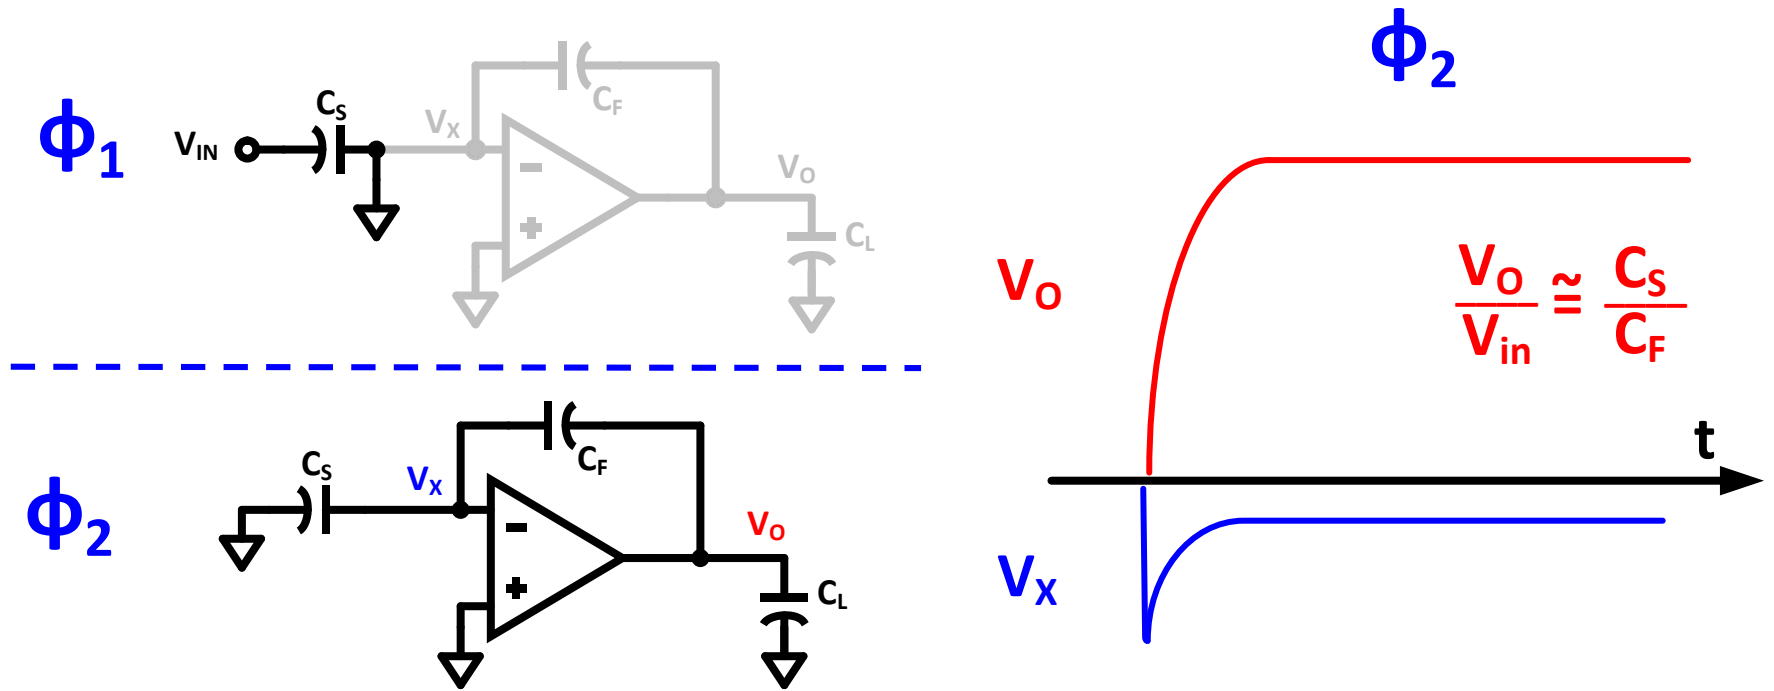 ϕ1
VIN
CS
VX
CF
VO
CL
ϕ2
CS
VX
CF
VO
CL
ϕ2
VO
VO / Vin ≅ CS / CF
t
VX